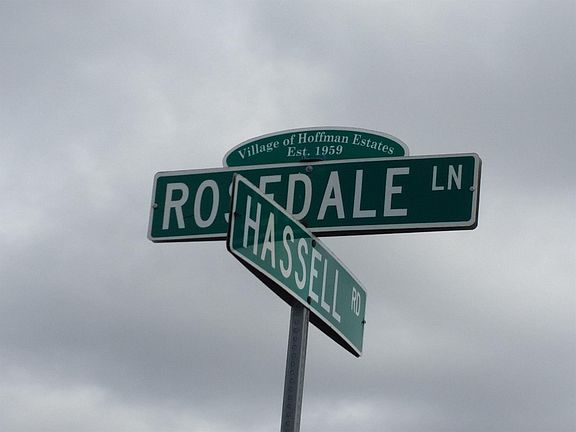 Village of Hoffman Estates
Est. 1959
ROSEDALE LN
HASSELL RD